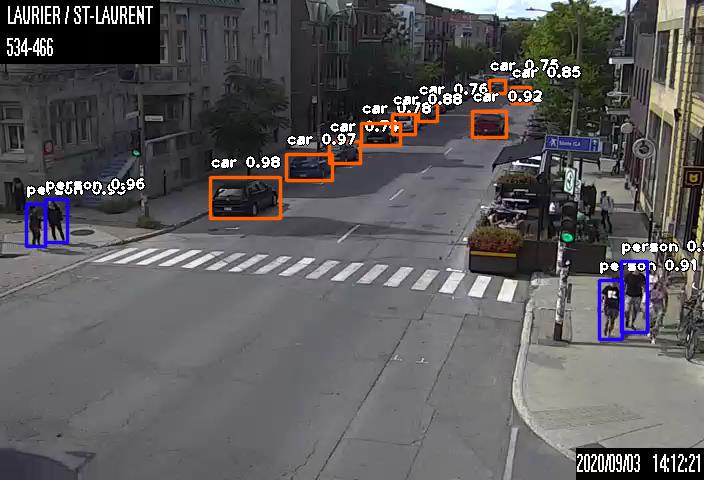 LAURIER / ST-LAURENT
534-466
car 0.75
car 0.85
0.76
car 0.92
car 0.88
car 0.78
car 0.97
car 0.98
person 0.96
person 0.91
2020/09/03 14:12:21